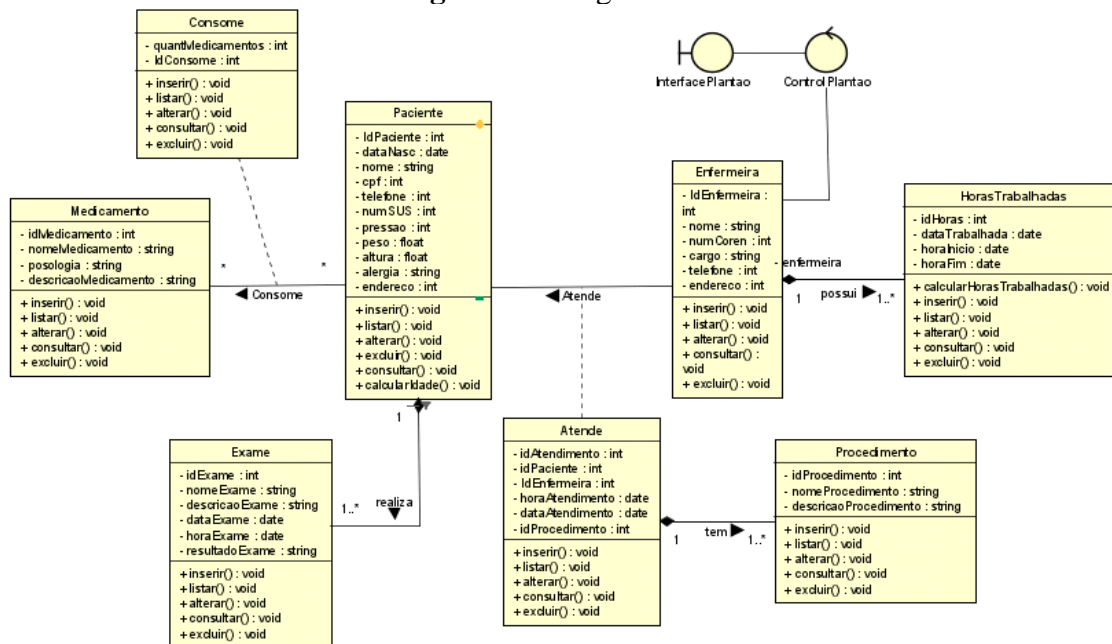 Consome
- quantMedicamentos : int
- IdConsome : int
+ inserir() : void
+ listar() : void
+ alterar() : void
+ consultar() : void
+ excluir() : void
InterfacePlantao
ControlPlantao
Paciente
- IdPaciente : int
- dataNasc : date
- nome : string
- cpf : int
- telefone : int
- numSUS : int
- pressao : int
- peso : float
- altura : float
- alergia : string
- endereco : int
+ inserir() : void
+ listar() : void
+ alterar() : void
+ excluir() : void
+ consultar() : void
+ calcularIdade() : void
Medicamento
- idMedicamento : int
- nomeMedicamento : string
- posologia : string
- descricaoMedicamento : string
+ inserir() : void
+ listar() : void
+ alterar() : void
+ consultar() : void
+ excluir() : void
*
*
Consome
Atende
Enfermeira
- IdEnfermeira :
int
- nome : string
- numCoren : int
- cargo : string
- telefone : int
- endereco : int
+ inserir() : void
+ listar() : void
+ alterar() : void
+ consultar() :
void
+ excluir() : void
- enfermeira
1
possui
1..*
HorasTrabalhadas
- idHoras : int
- dataTrabalhada : date
- horaInicio : date
- horaFim : date
+ calcularHorasTrabalhadas() : void
+ inserir() : void
+ listar() : void
+ alterar() : void
+ consultar() : void
+ excluir() : void
1
1..*
realiza
Exame
- idExame : int
- nomeExame : string
- descricaoExame : string
- dataExame : date
- horaExame : date
- resultadoExame : string
+ inserir() : void
+ listar() : void
+ alterar() : void
+ consultar() : void
+ excluir() : void
Atende
- idAtendimento : int
- idPaciente : int
- IdEnfermeira : int
- horaAtendimento : date
- dataAtendimento : date
- idProcedimento : int
+ inserir() : void
+ listar() : void
+ alterar() : void
+ consultar() : void
+ excluir() : void
1
tem
1..*
Procedimento
- idProcedimento : int
- nomeProcedimento : string
- descricaoProcedimento : string
+ inserir() : void
+ listar() : void
+ alterar() : void
+ consultar() : void
+ excluir() : void